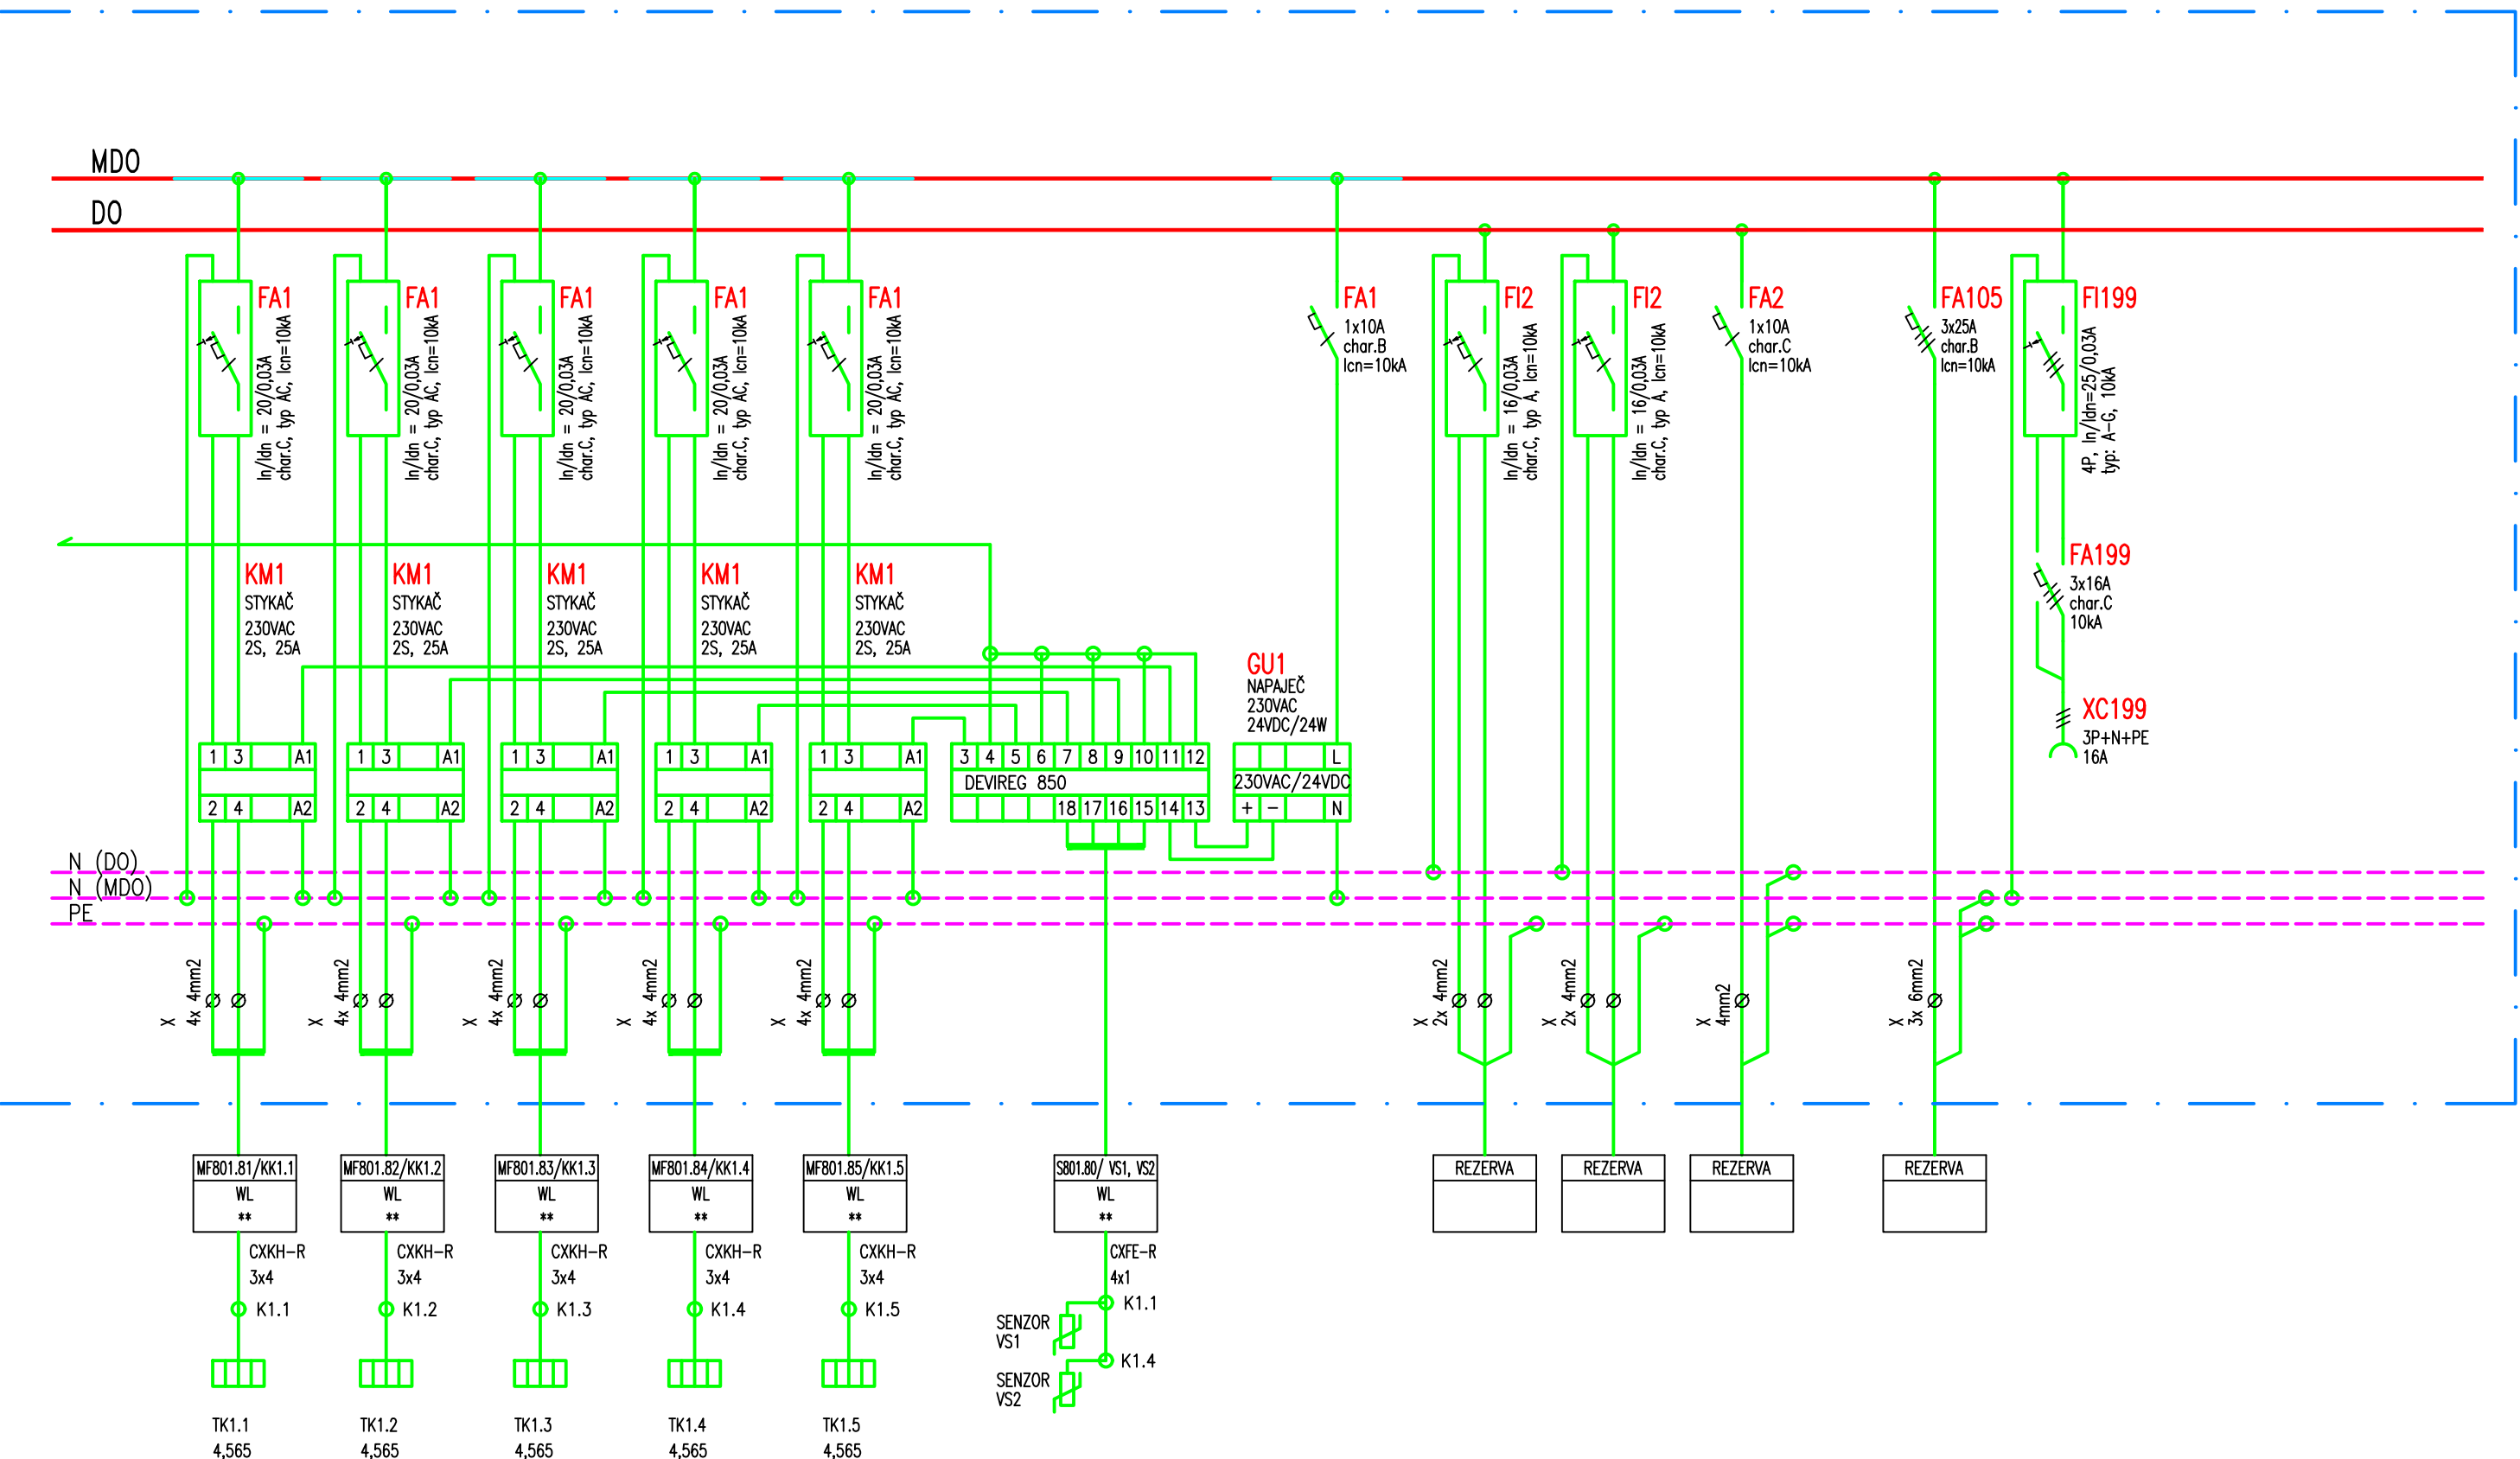 MDO
DO
FA1
In/Idn = 20/0,03A
char.C, typ AC, Icn=10kA
FA1
In/Idn = 20/0,03A
char.C, typ AC, Icn=10kA
FA1
In/Idn = 20/0,03A
char.C, typ AC, Icn=10kA
FA1
In/Idn = 20/0,03A
char.C, typ AC, Icn=10kA
FA1
In/Idn = 20/0,03A
char.C, typ AC, Icn=10kA
FA1
1x10A
char.B
Icn=10kA
FI2
In/Idn = 16/0,03A
char.C, typ A, Icn=10kA
FI2
In/Idn = 16/0,03A
char.C, typ A, Icn=10kA
FA2
1x10A
char.C
Icn=10kA
FA105
3x25A
char.B
Icn=10kA
FI199
4P, In/Idn=25/0,03A
typ: A-G, 10kA
FA199
3x16A
char.C
10kA
XC199
3P+N+PE
16A
KM1
STYKAČ
230VAC
2S, 25A
KM1
STYKAČ
230VAC
2S, 25A
KM1
STYKAČ
230VAC
2S, 25A
KM1
STYKAČ
230VAC
2S, 25A
KM1
STYKAČ
230VAC
2S, 25A
GU1
NAPAJEČ
230VAC
24VDC/24W
1 3 A1
2 4 A2
1 3 A1
2 4 A2
1 3 A1
2 4 A2
1 3 A1
2 4 A2
1 3 A1
2 4 A2
3 4 5 6 7 8 9 10 11 12
DEVIREG 850
18 17 16 15 14 13
L
230VAC/24VDC
+ - N
N (DO)
N (MDO)
PE
X
4x 4mm2
X
4x 4mm2
X
4x 4mm2
X
4x 4mm2
X
4x 4mm2
X
2x 4mm2
X
2x 4mm2
X
4mm2
X
3x 6mm2
MF801.81/KK1.1
WL
**
MF801.82/KK1.2
WL
**
MF801.83/KK1.3
WL
**
MF801.84/KK1.4
WL
**
MF801.85/KK1.5
WL
**
S801.80/ VS1, VS2
WL
**
REZERVA
REZERVA
REZERVA
REZERVA
CXKH-R
3x4
K1.1
CXKH-R
3x4
K1.2
CXKH-R
3x4
K1.3
CXKH-R
3x4
K1.4
CXKH-R
3x4
K1.5
CXFE-R
4x1
K1.1
SENZOR
VS1
K1.4
SENZOR
VS2
TK1.1
4,565
TK1.2
4,565
TK1.3
4,565
TK1.4
4,565
TK1.5
4,565